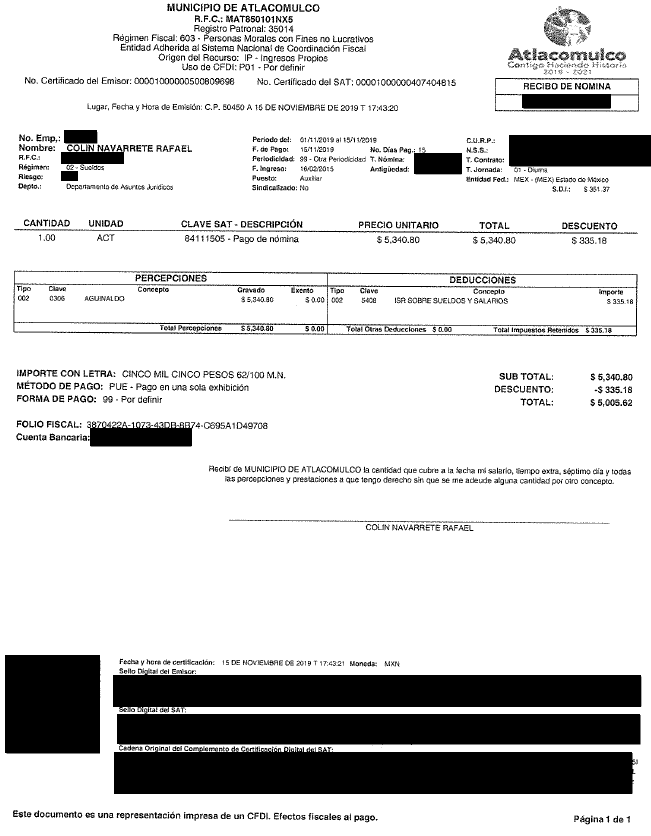 MUNICIPIO DE ATLACOMULCO
R.F.C.: MAT850101NX5
Registro Patronal: 35014
Régimen Fiscal: 603 - Personas Morales con Fines no Lucrativos
Entidad Adherida al Sistema Nacional de Coordinación Fiscal
Origen del Recurso: IP - Ingresos Propios
Uso de CFDI: P01 - Por definir
No. Certificado del Emisor: 00001000000500809698 No. Certificado del SAT: 00001000000407404815
Lugar, Fecha y Hora de Emisión: C.P. 50450 A 15 DE NOVIEMBRE DE 2019 T 17:43:20
Atlacomulco
Contigo Haciendo Historia
2019 - 2021
RECIBO DE NOMINA
No. Emp,:
Nombre: COLIN NAVARRETE RAFAEL
R.F.C.:
Régimen: 02 - Sueldos
Riesgo:
Depto.: Departamento de Asuntos Jurídicos
Periodo del: 01/11/2019 al 15/11/2019
F. de Pago: 15/11/2019 No. Días Pag.: 15
Periodicidad: 99 - Otra Periodicidad T. Nómina:
F. Ingreso: 16/02/2015 Antigüedad:
Puesto: Auxiliar
Sindicalizado: No
C.U.R.P.:
N.S.S.:
T. Contrato:
T. Jornada: 01 - Diurna
Entidad Fed.: MEX - (MEX) Estado de México
S.D.I.: $ 351.37
CANTIDAD UNIDAD CLAVE SAT - DESCRIPCIÓN PRECIO UNITARIO TOTAL DESCUENTO
1.00 ACT 84111505 - Pago de nómina $ 5,340.80 $ 5,340.80 $ 335.18
PERCEPCIONES DEDUCCIONES
Tipo Clave Concepto Gravado Exento Tipo Clave Concepto Importe
002 0306 AGUINALDO $ 5,340.80 $ 0.00 002 5408 ISR SOBRE SUELDOS Y SALARIOS $ 335.18
Total Percepciones $ 5,340.80 $ 0.00 Total Otras Deducciones $ 0.00 Total Impuestos Retenidos $ 335.18
IMPORTE CON LETRA: CINCO MIL CINCO PESOS 62/100 M.N.
MÉTODO DE PAGO: PUE - Pago en una sola exhibición
FORMA DE PAGO: 99 - Por definir
SUB TOTAL: $ 5,340.80
DESCUENTO: -$ 335.18
TOTAL: $ 5,005.62
FOLIO FISCAL: 3870422A-1073-43DB-8B74-C695A1D49708
Cuenta Bancaria:
Recibí de MUNICIPIO DE ATLACOMULCO la cantidad que cubre a la fecha mi salario, tiempo extra, séptimo día y todas
las percepciones y prestaciones a que tengo derecho sin que se me adeude alguna cantidad por otro concepto.
COLIN NAVARRETE RAFAEL
Fecha y hora de certificación: 15 DE NOVIEMBRE DE 2019 T 17:43:21 Moneda: MXN
Sello Digital del Emisor:
Sello Digital del SAT:
Cadena Original del Complemento de Certificación Digital del SAT:
Este documento es una representación impresa de un CFDI. Efectos fiscales al pago.
Página 1 de 1